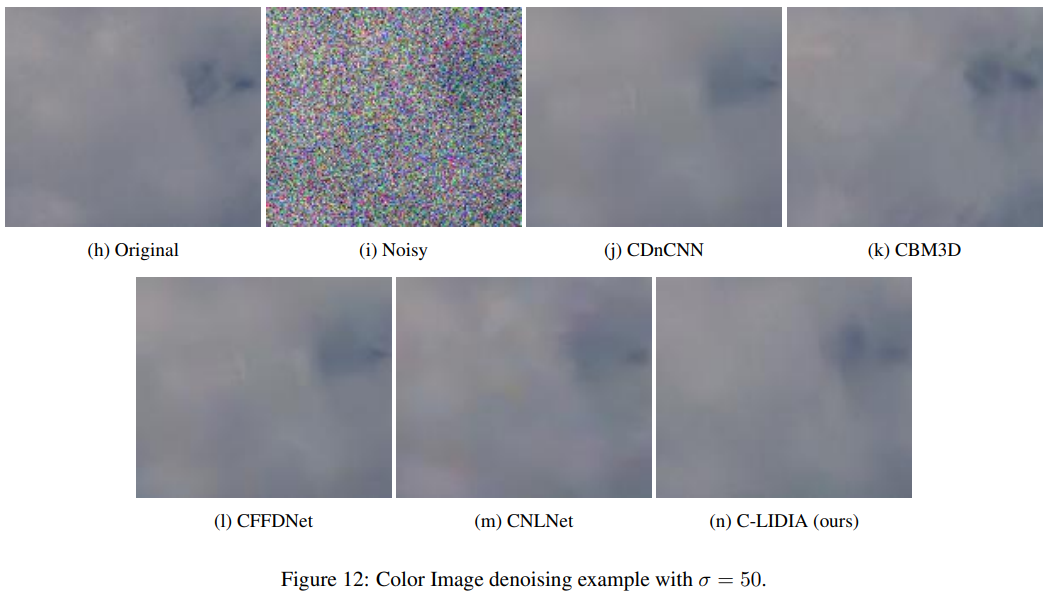 (h) Original
(i) Noisy
(j) CDnCNN
(k) CBM3D
(l) CFFDNet
(m) CNLNet
(n) C-LIDIA (ours)
Figure 12: Color Image denoising example with σ = 50.